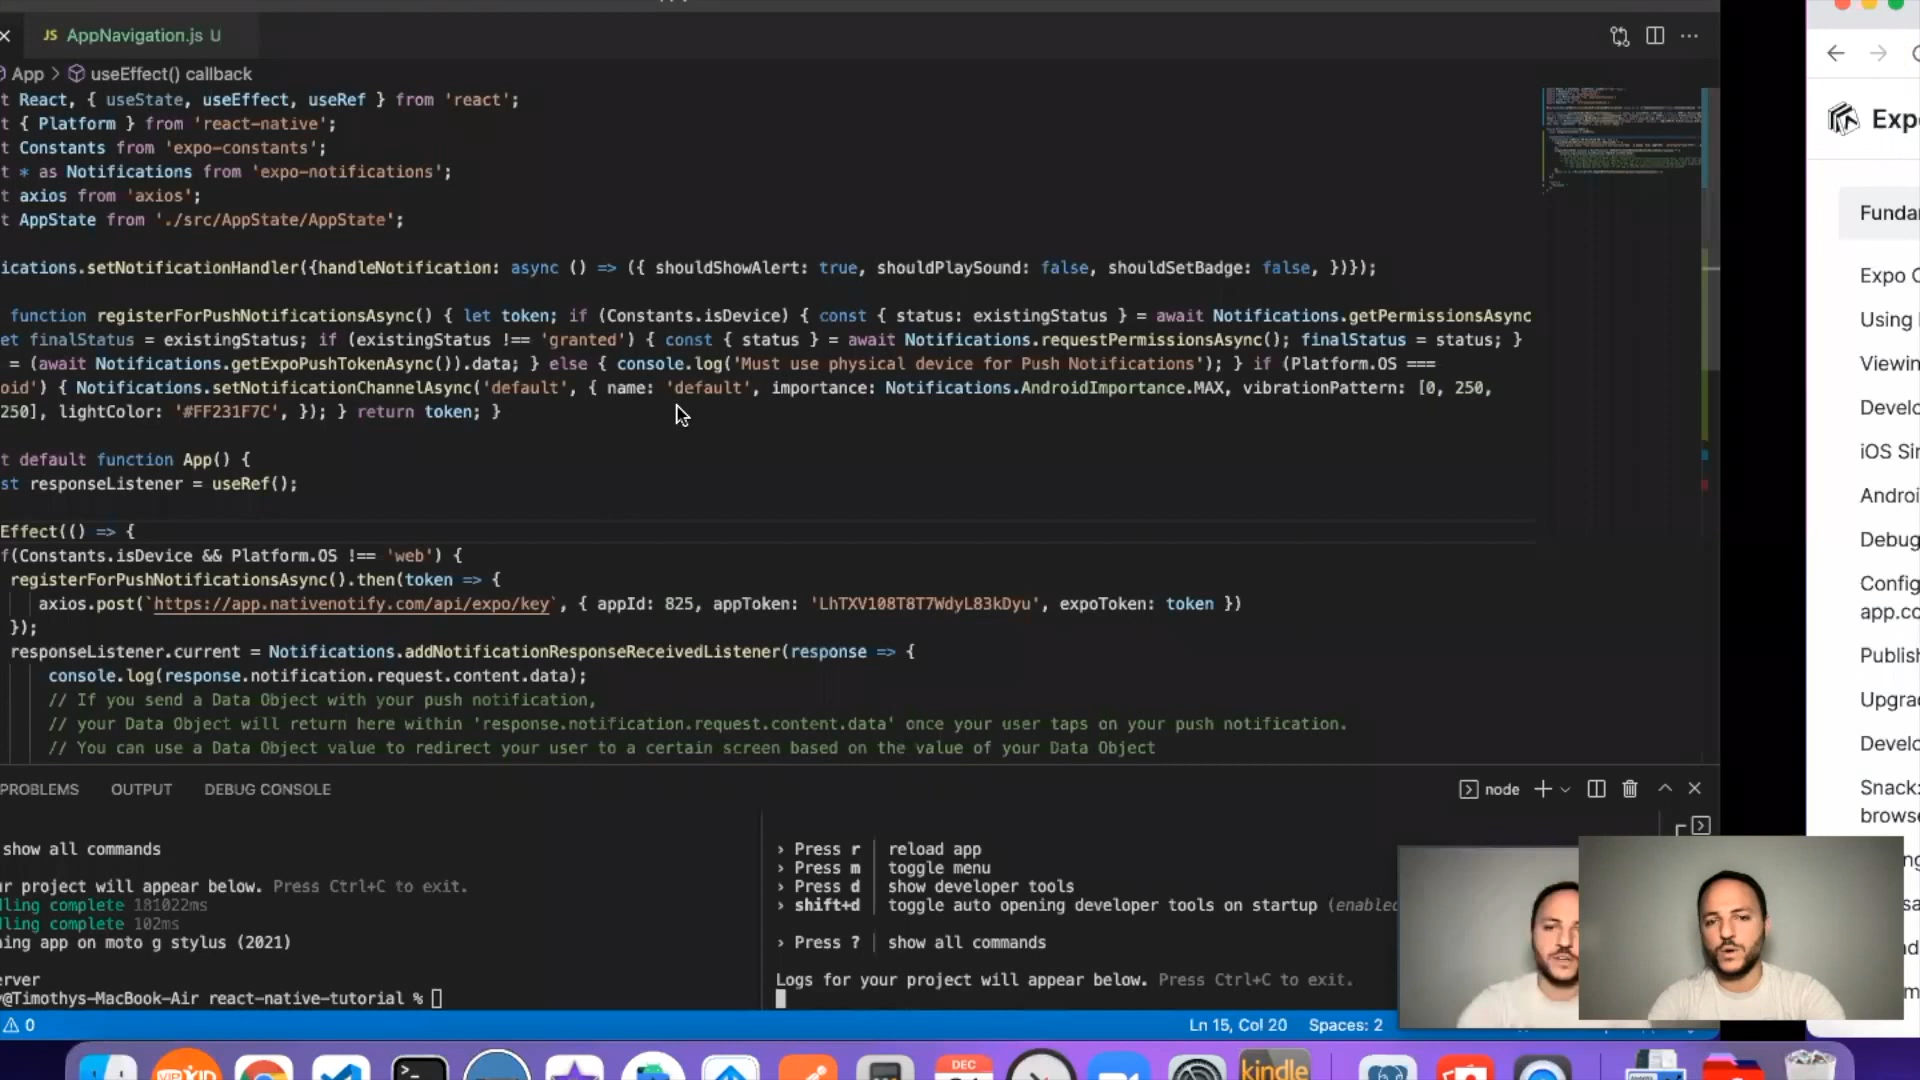 JS AppNavigation.js U
App > useEffect() callback
t React, { useState, useEffect, useRef } from 'react';
t { Platform } from 'react-native';
t Constants from 'expo-constants';
t * as Notifications from 'expo-notifications';
t axios from 'axios';
t AppState from './src/AppState/AppState';
ications.setNotificationHandler({handleNotification: async () => ({ shouldShowAlert: true, shouldPlaySound: false, shouldSetBadge: false, })});
function registerForPushNotificationsAsync() { let token; if (Constants.isDevice) { const { status: existingStatus } = await Notifications.getPermissionsAsync
et finalStatus = existingStatus; if (existingStatus !== 'granted') { const { status } = await Notifications.requestPermissionsAsync(); finalStatus = status; }
= (await Notifications.getExpoPushTokenAsync()).data; } else { console.log('Must use physical device for Push Notifications'); } if (Platform.OS ===
oid') { Notifications.setNotificationChannelAsync('default', { name: 'default', importance: Notifications.AndroidImportance.MAX, vibrationPattern: [0, 250,
250], lightColor: '#FF231F7C', }); } return token; }
t default function App() {
st responseListener = useRef();
Effect(() => {
f(Constants.isDevice && Platform.OS !== 'web') {
registerForPushNotificationsAsync().then(token => {
axios.post(`https://app.nativenotify.com/api/expo/key`, { appId: 825, appToken: 'LhTXV108T8T7WdyL83kDyu', expoToken: token })
});
responseListener.current = Notifications.addNotificationResponseReceivedListener(response => {
console.log(response.notification.request.content.data);
// If you send a Data Object with your push notification,
// your Data Object will return here within 'response.notification.request.content.data' once your user taps on your push notification.
// You can use a Data Object value to redirect your user to a certain screen based on the value of your Data Object
PROBLEMS OUTPUT DEBUG CONSOLE
node
show all commands
r project will appear below. Press Ctrl+C to exit.
ling complete 181022ms
ling complete 102ms
ning app on moto g stylus (2021)
erver
y@Timothys-MacBook-Air react-native-tutorial %
› Press r | reload app
› Press m | toggle menu
› Press d | show developer tools
› shift+d | toggle auto opening developer tools on startup (enabled
› Press ? | show all commands
Logs for your project will appear below. Press Ctrl+C to exit.
0
Ln 15, Col 20 Spaces: 2
Exp
Fundar
Expo C
Using
Viewin
Develo
iOS Sir
Androi
Debug
Config
app.co
Publish
Upgrad
Develo
Snack:
browse
DEC
kindle